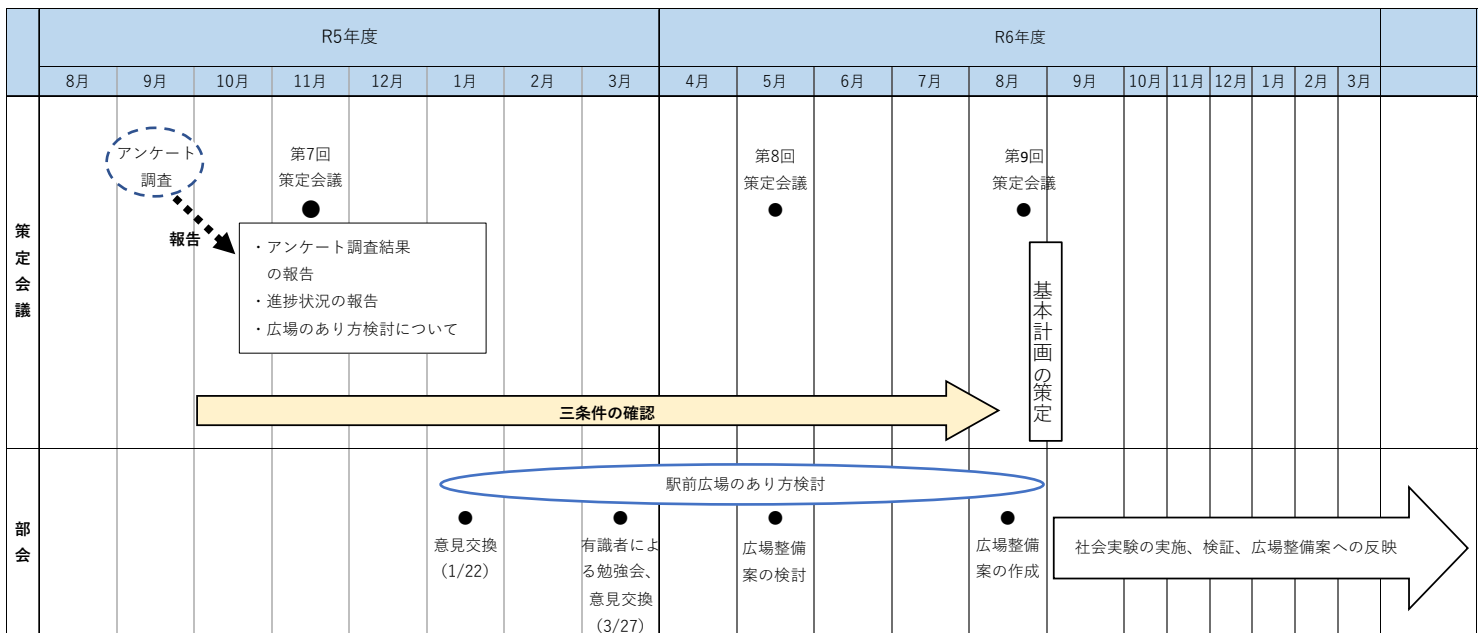 R5年度
R6年度
8月
9月
10月
11月
12月
1月
2月
3月
4月
5月
6月
7月
8月
9月
10月
11月
12月
1月
2月
3月
策定会議
アンケート
調査
報告
第7回
策定会議
・アンケート調査結果
の報告
・進捗状況の報告
・広場のあり方検討について
第8回
策定会議
第9回
策定会議
基本計画の策定
三条件の確認
部会
駅前広場のあり方検討
意見交換
(1/22)
有識者によ
る勉強会、
意見交換
(3/27)
広場整備
案の検討
広場整備
案の作成
社会実験の実施、検証、広場整備案への反映